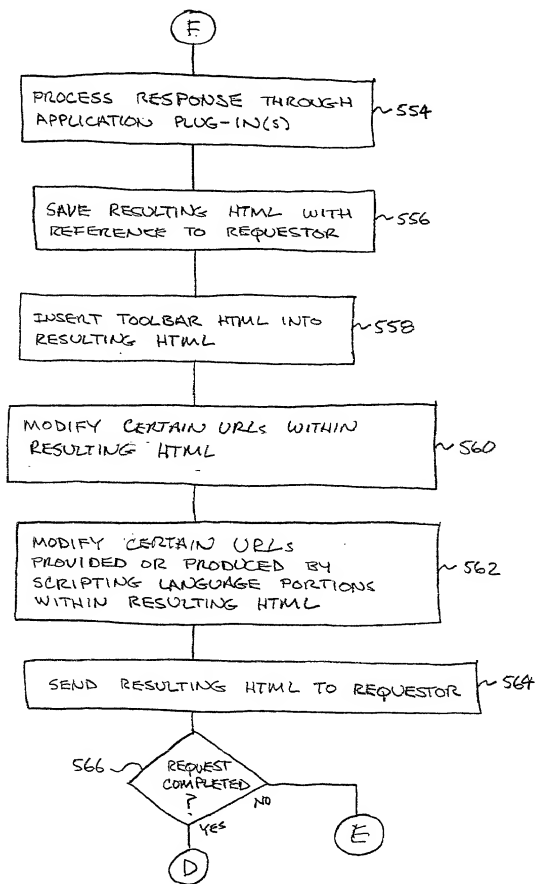 F
PROCESS RESPONSE THROUGH
APPLICATION PLUG-IN(S)
554
SAVE RESULTING HTML WITH
REFERENCE TO REQUESTOR
556
INSERT TOOLBAR HTML INTO
RESULTING HTML
558
MODIFY CERTAIN URLs WITHIN
RESULTING HTML
560
MODIFY CERTAIN URLs
PROVIDED OR PRODUCED BY
SCRIPTING LANGUAGE PORTIONS
WITHIN RESULTING HTML
562
SEND RESULTING HTML TO REQUESTOR
564
566
REQUEST
COMPLETED
?
NO
YES
E
D